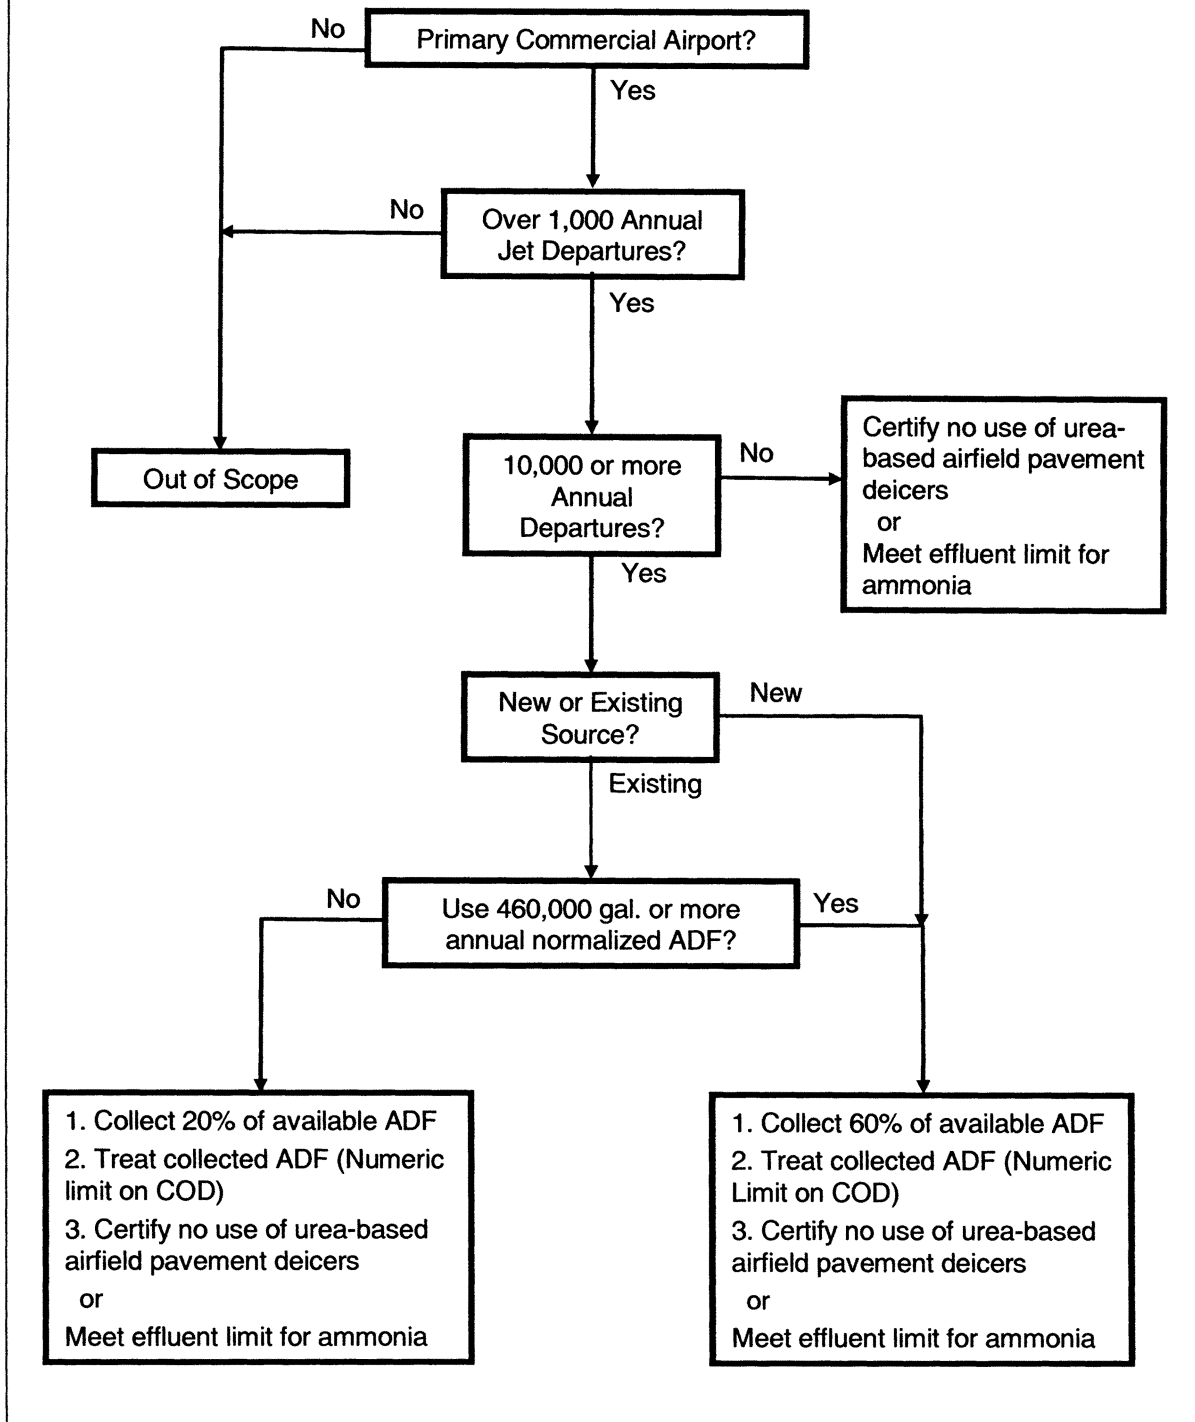 No
Primary Commercial Airport?
Yes
No
Over 1,000 Annual
Jet Departures?
Yes
Out of Scope
10,000 or more
Annual
Departures?
No
Certify no use of urea-
based airfield pavement
deicers
or
Meet effluent limit for
ammonia
Yes
New or Existing
Source?
New
Existing
No
Use 460,000 gal. or more
annual normalized ADF?
Yes
1. Collect 20% of available ADF
2. Treat collected ADF (Numeric
limit on COD)
3. Certify no use of urea-based
airfield pavement deicers
or
Meet effluent limit for ammonia
1. Collect 60% of available ADF
2. Treat collected ADF (Numeric
Limit on COD)
3. Certify no use of urea-based
airfield pavement deicers
or
Meet effluent limit for ammonia